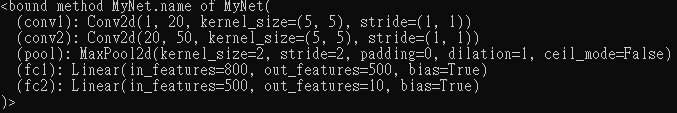 <bound method MyNet.name of MyNet(
  (conv1): Conv2d(1, 20, kernel_size=(5, 5), stride=(1, 1))
  (conv2): Conv2d(20, 50, kernel_size=(5, 5), stride=(1, 1))
  (pool): MaxPool2d(kernel_size=2, stride=2, padding=0, dilation=1, ceil_mode=False)
  (fc1): Linear(in_features=800, out_features=500, bias=True)
  (fc2): Linear(in_features=500, out_features=10, bias=True)
)>